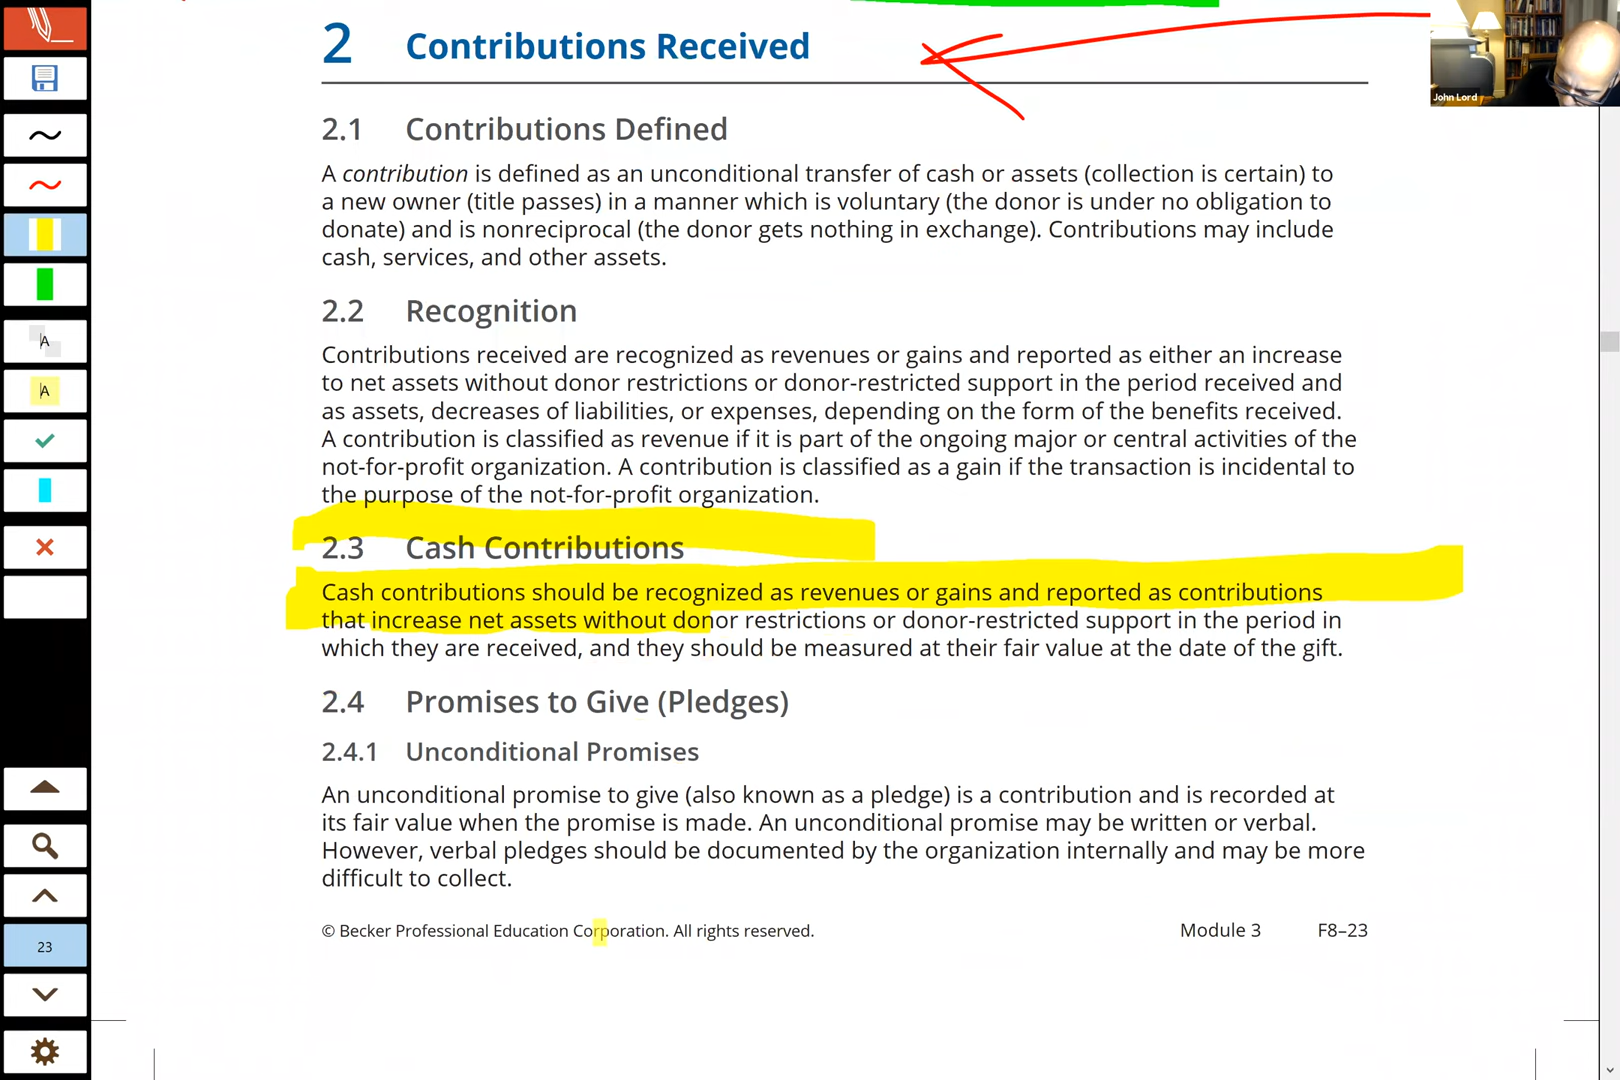 2 Contributions Received
John Lord
2.1 Contributions Defined
A contribution is defined as an unconditional transfer of cash or assets (collection is certain) to
a new owner (title passes) in a manner which is voluntary (the donor is under no obligation to
donate) and is nonreciprocal (the donor gets nothing in exchange). Contributions may include
cash, services, and other assets.
2.2 Recognition
Contributions received are recognized as revenues or gains and reported as either an increase
to net assets without donor restrictions or donor-restricted support in the period received and
as assets, decreases of liabilities, or expenses, depending on the form of the benefits received.
A contribution is classified as revenue if it is part of the ongoing major or central activities of the
not-for-profit organization. A contribution is classified as a gain if the transaction is incidental to
the purpose of the not-for-profit organization.
2.3 Cash Contributions
Cash contributions should be recognized as revenues or gains and reported as contributions
that increase net assets without donor restrictions or donor-restricted support in the period in
which they are received, and they should be measured at their fair value at the date of the gift.
2.4 Promises to Give (Pledges)
2.4.1 Unconditional Promises
An unconditional promise to give (also known as a pledge) is a contribution and is recorded at
its fair value when the promise is made. An unconditional promise may be written or verbal.
However, verbal pledges should be documented by the organization internally and may be more
difficult to collect.
© Becker Professional Education Corporation. All rights reserved. Module 3 F8–23
A
A
23